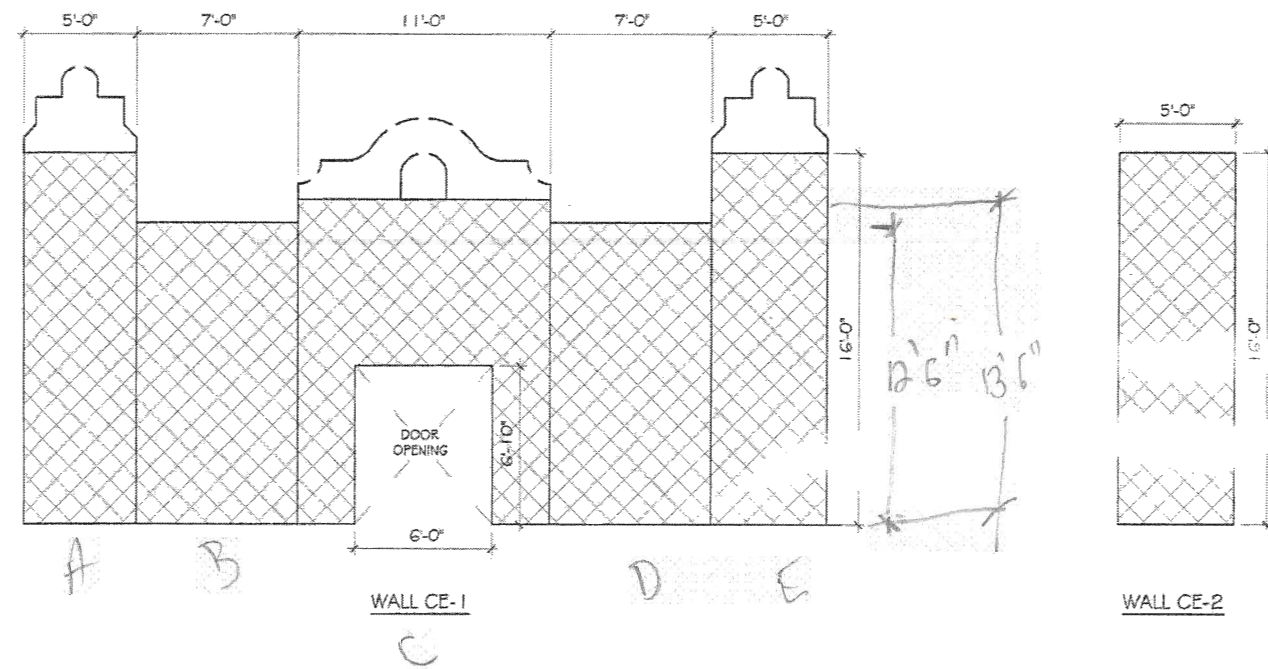 5'-0" 7'-0" 11'-0" 7'-0" 5'-0"
5'-0"
16'-0"
12'6"
13'6"
16'-0"
DOOR
OPENING
6'-10"
6'-0"
A B D E
WALL CE-1
WALL CE-2
C